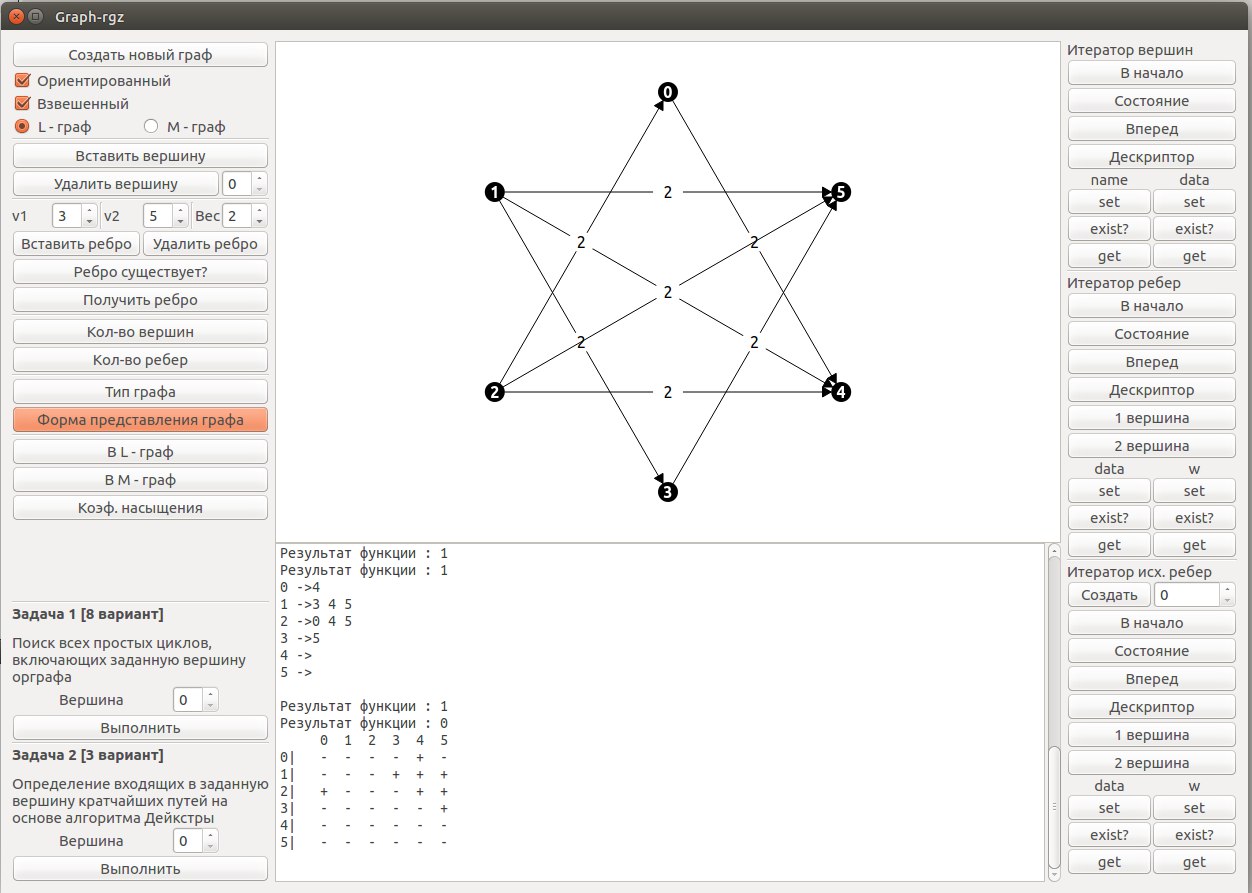 Graph-rgz
Создать новый граф
Ориентированный
Взвешенный
L - граф M - граф
Вставить вершину
Удалить вершину 0
v1 3 v2 5 Вес 2
Вставить ребро Удалить ребро
Ребро существует?
Получить ребро
Кол-во вершин
Кол-во ребер
Тип графа
Форма представления графа
В L - граф
В M - граф
Коэф. насыщения
Задача 1 [8 вариант]
Поиск всех простых циклов,
включающих заданную вершину
орграфа
Вершина 0
Выполнить
Задача 2 [3 вариант]
Определение входящих в заданную
вершину кратчайших путей на
основе алгоритма Дейкстры
Вершина 0
Выполнить
0
1 2 5
2 2
2
2 2
2 2 4
3
Результат функции : 1
Результат функции : 1
0 ->4
1 ->3 4 5
2 ->0 4 5
3 ->5
4 ->
5 ->
Результат функции : 1
Результат функции : 0
0 1 2 3 4 5
0| - - - - + -
1| - - - + + +
2| + - - - + +
3| - - - - - +
4| - - - - - -
5| - - - - - -
Итератор вершин
В начало
Состояние
Вперед
Дескриптор
name data
set set
exist? exist?
get get
Итератор ребер
В начало
Состояние
Вперед
Дескриптор
1 вершина
2 вершина
data w
set set
exist? exist?
get get
Итератор исх. ребер
Создать 0
В начало
Состояние
Вперед
Дескриптор
1 вершина
2 вершина
data w
set set
exist? exist?
get get